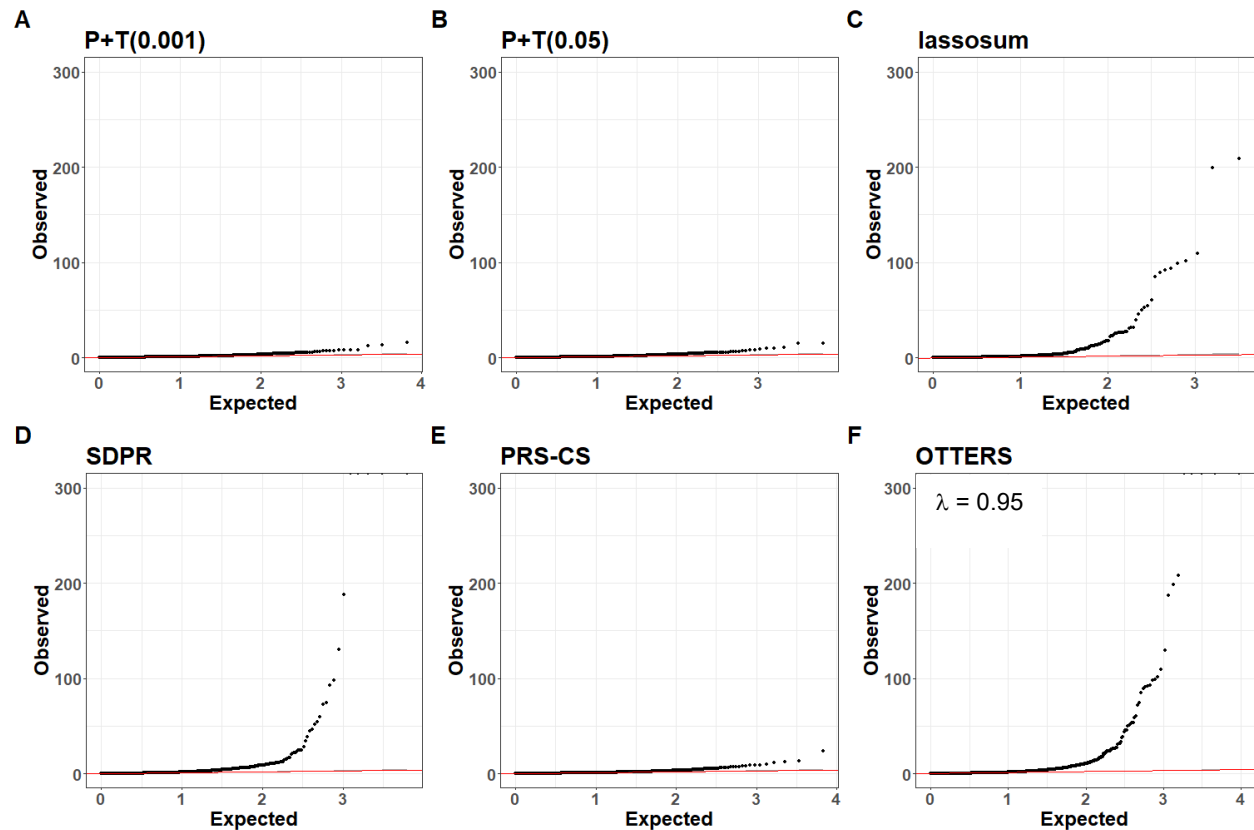 A
P+T(0.001)
300
200
100
0
Observed
0 1 2 3 4
Expected
B
P+T(0.05)
300
200
100
0
Observed
0 1 2 3
Expected
C
lassosum
300
200
100
0
Observed
0 1 2 3
Expected
D
SDPR
300
200
100
0
Observed
0 1 2 3
Expected
E
PRS-CS
300
200
100
0
Observed
0 1 2 3 4
Expected
F
OTTERS
λ = 0.95
300
200
100
0
Observed
0 1 2 3 4
Expected